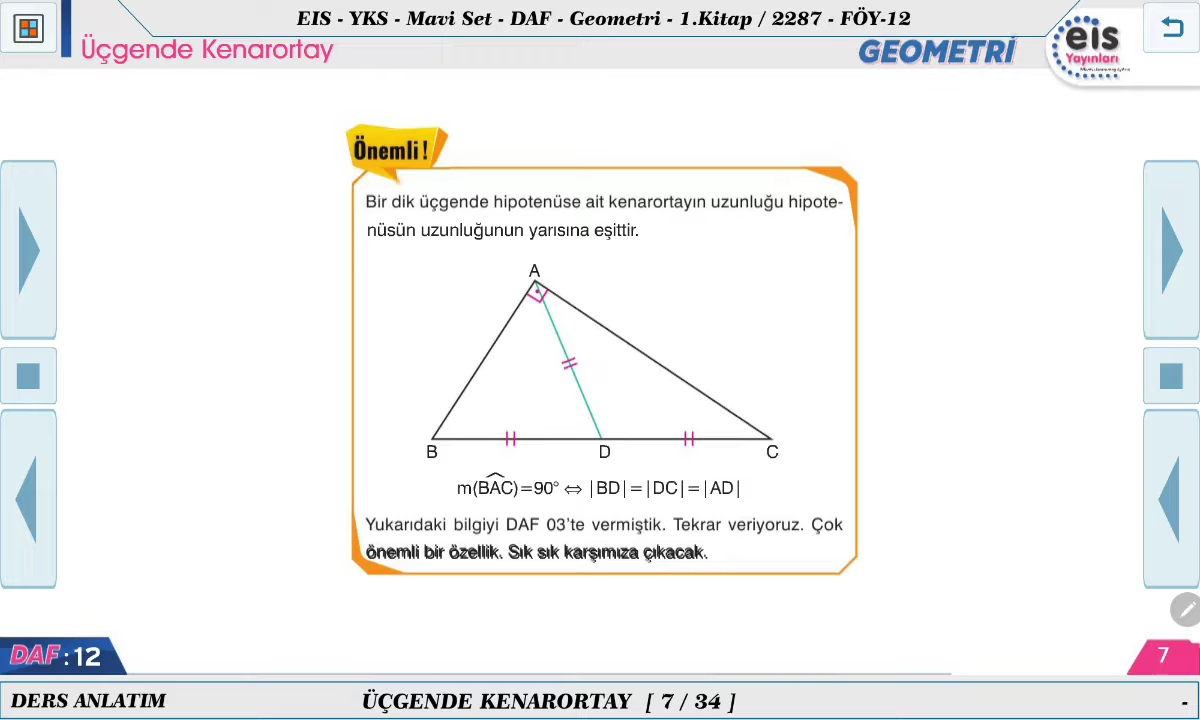 EIS - YKS - Mavi Set - DAF - Geometri - 1.Kitap / 2287 - FÖY-12
Üçgende Kenarortay
GEOMETRİ
eis
Yayınları
Önemli!
Bir dik üçgende hipotenüse ait kenarortayın uzunluğu hipote-
nüsün uzunluğunun yarısına eşittir.
A
B
D
C
m(BAC)=90° ⇔ |BD|=|DC|=|AD|
Yukarıdaki bilgiyi DAF 03'te vermiştik. Tekrar veriyoruz. Çok
önemli bir özellik. Sık sık karşımıza çıkacak.
DAF : 12
7
DERS ANLATIM
ÜÇGENDE KENARORTAY [ 7 / 34 ]
-